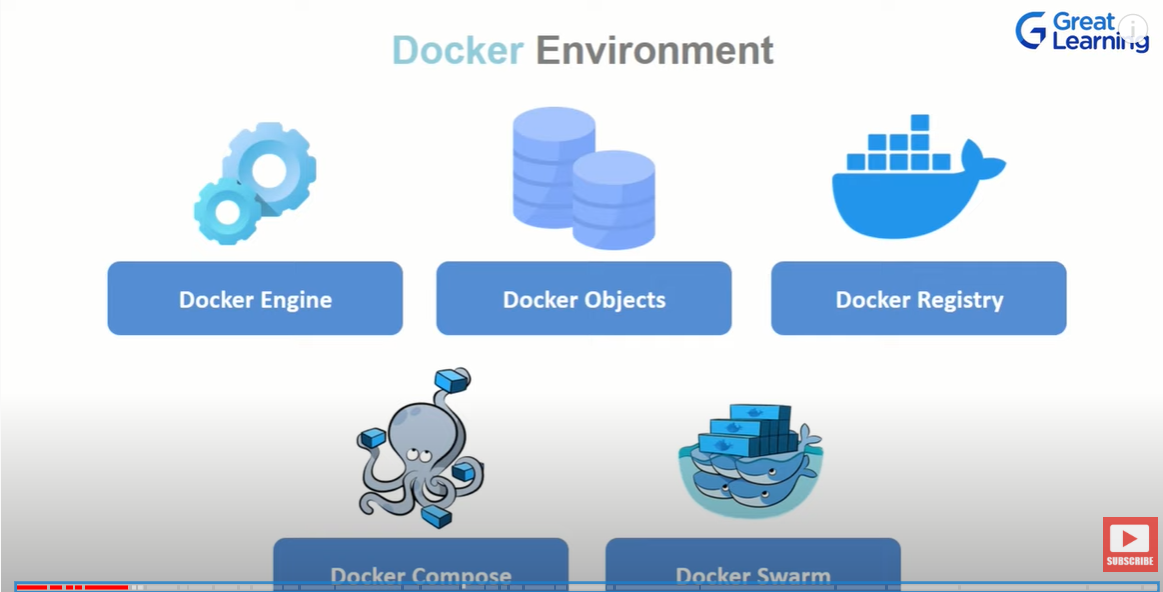 Great
Learning
Docker Environment
Docker Engine
Docker Objects
Docker Registry
Docker Compose
Docker Swarm
SUBSCRIBE